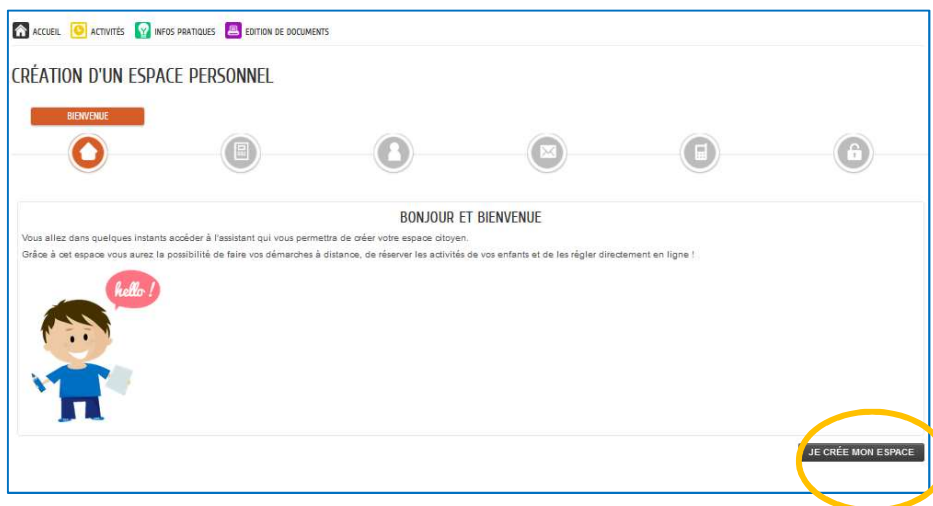 ACCUEIL ACTIVITÉS INFOS PRATIQUES EDITION DE DOCUMENTS
CRÉATION D'UN ESPACE PERSONNEL
BIENVENUE
BONJOUR ET BIENVENUE
Vous allez dans quelques instants accéder à l'assistant qui vous permettra de créer votre espace citoyen.
Grâce à cet espace vous aurez la possibilité de faire vos démarches à distance, de réserver les activités de vos enfants et de les régler directement en ligne !
hello !
JE CRÉE MON ESPACE